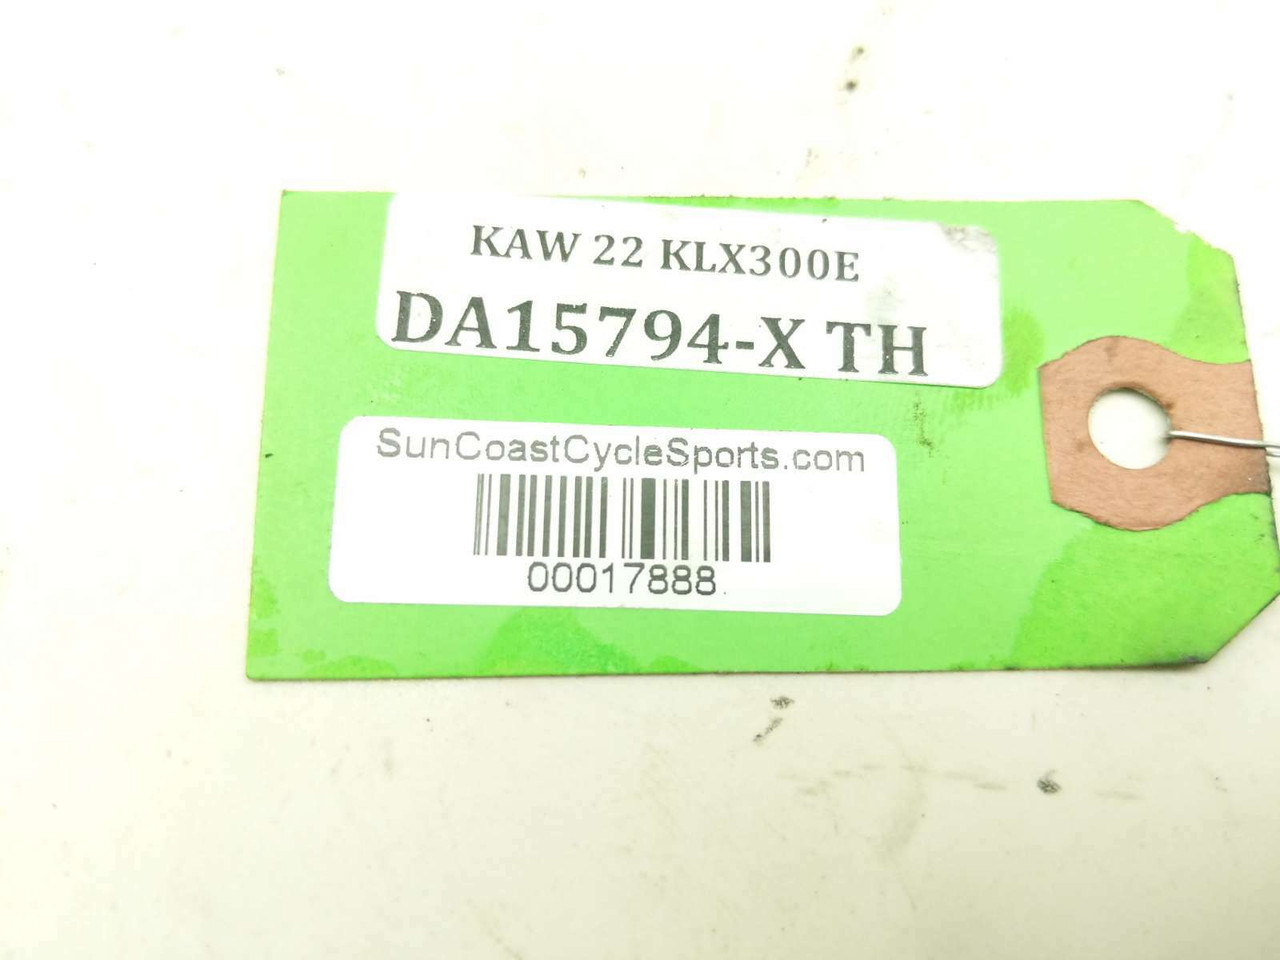 KAW 22 KLX300E
DA15794-X TH
SunCoastCycleSports.com
00017888